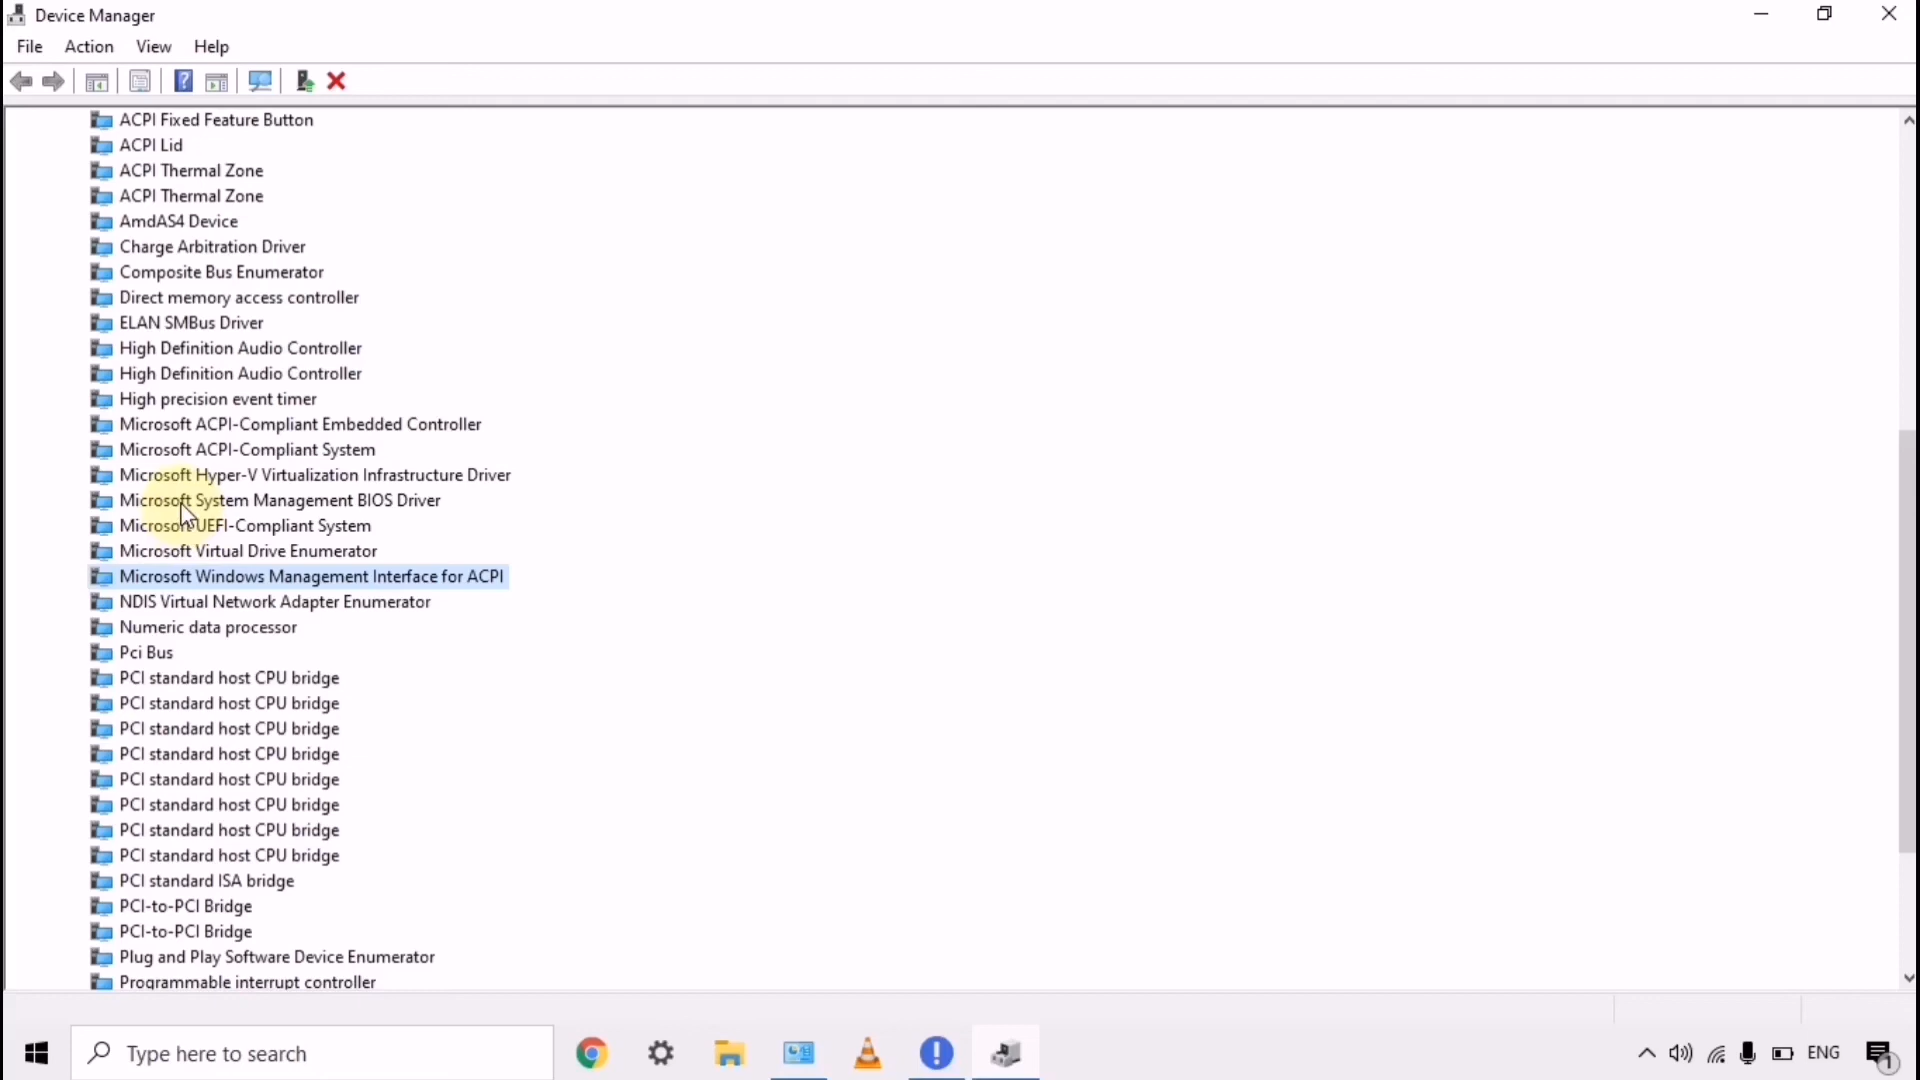 Device Manager
File Action View Help
ACPI Fixed Feature Button
ACPI Lid
ACPI Thermal Zone
ACPI Thermal Zone
AmdAS4 Device
Charge Arbitration Driver
Composite Bus Enumerator
Direct memory access controller
ELAN SMBus Driver
High Definition Audio Controller
High Definition Audio Controller
High precision event timer
Microsoft ACPI-Compliant Embedded Controller
Microsoft ACPI-Compliant System
Microsoft Hyper-V Virtualization Infrastructure Driver
Microsoft System Management BIOS Driver
Microsoft UEFI-Compliant System
Microsoft Virtual Drive Enumerator
Microsoft Windows Management Interface for ACPI
NDIS Virtual Network Adapter Enumerator
Numeric data processor
Pci Bus
PCI standard host CPU bridge
PCI standard host CPU bridge
PCI standard host CPU bridge
PCI standard host CPU bridge
PCI standard host CPU bridge
PCI standard host CPU bridge
PCI standard host CPU bridge
PCI standard host CPU bridge
PCI standard ISA bridge
PCI-to-PCI Bridge
PCI-to-PCI Bridge
Plug and Play Software Device Enumerator
Programmable interrupt controller
Type here to search
ENG
1